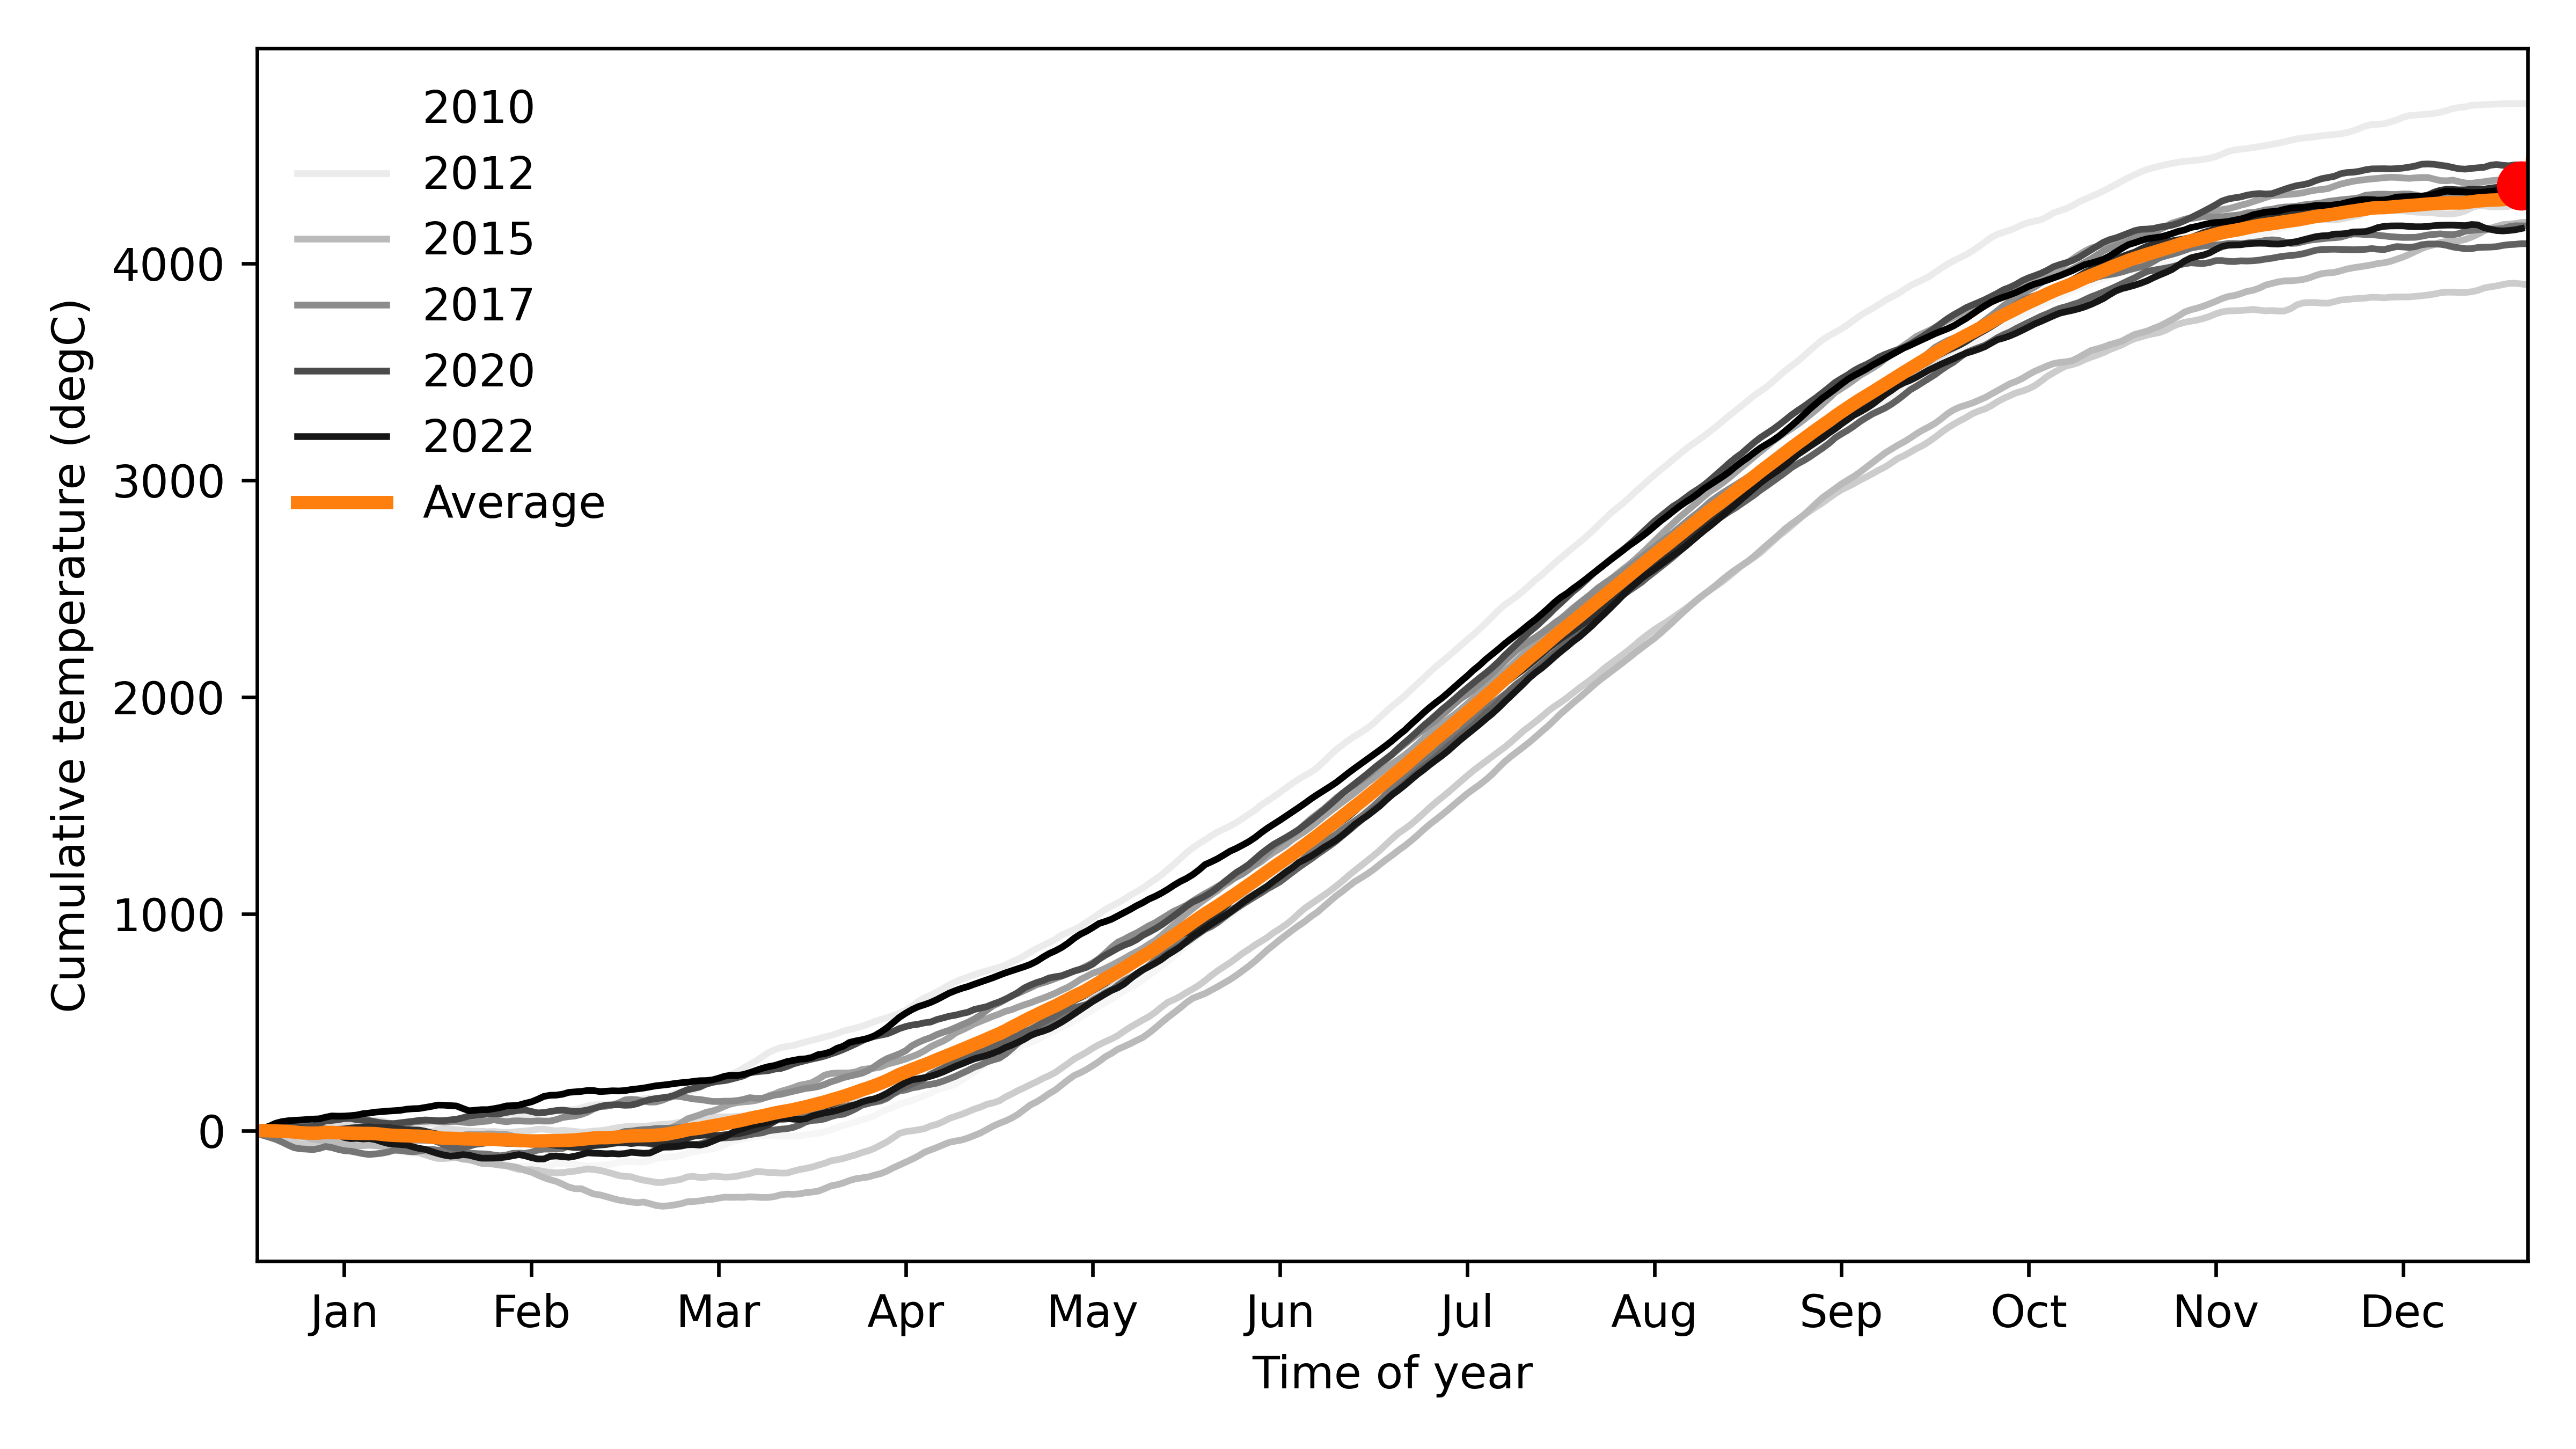 2010
2012
2015
2017
2020
2022
Average
Cumulative temperature (degC)
4000
3000
2000
1000
0
Jan Feb Mar Apr May Jun Jul Aug Sep Oct Nov Dec
Time of year